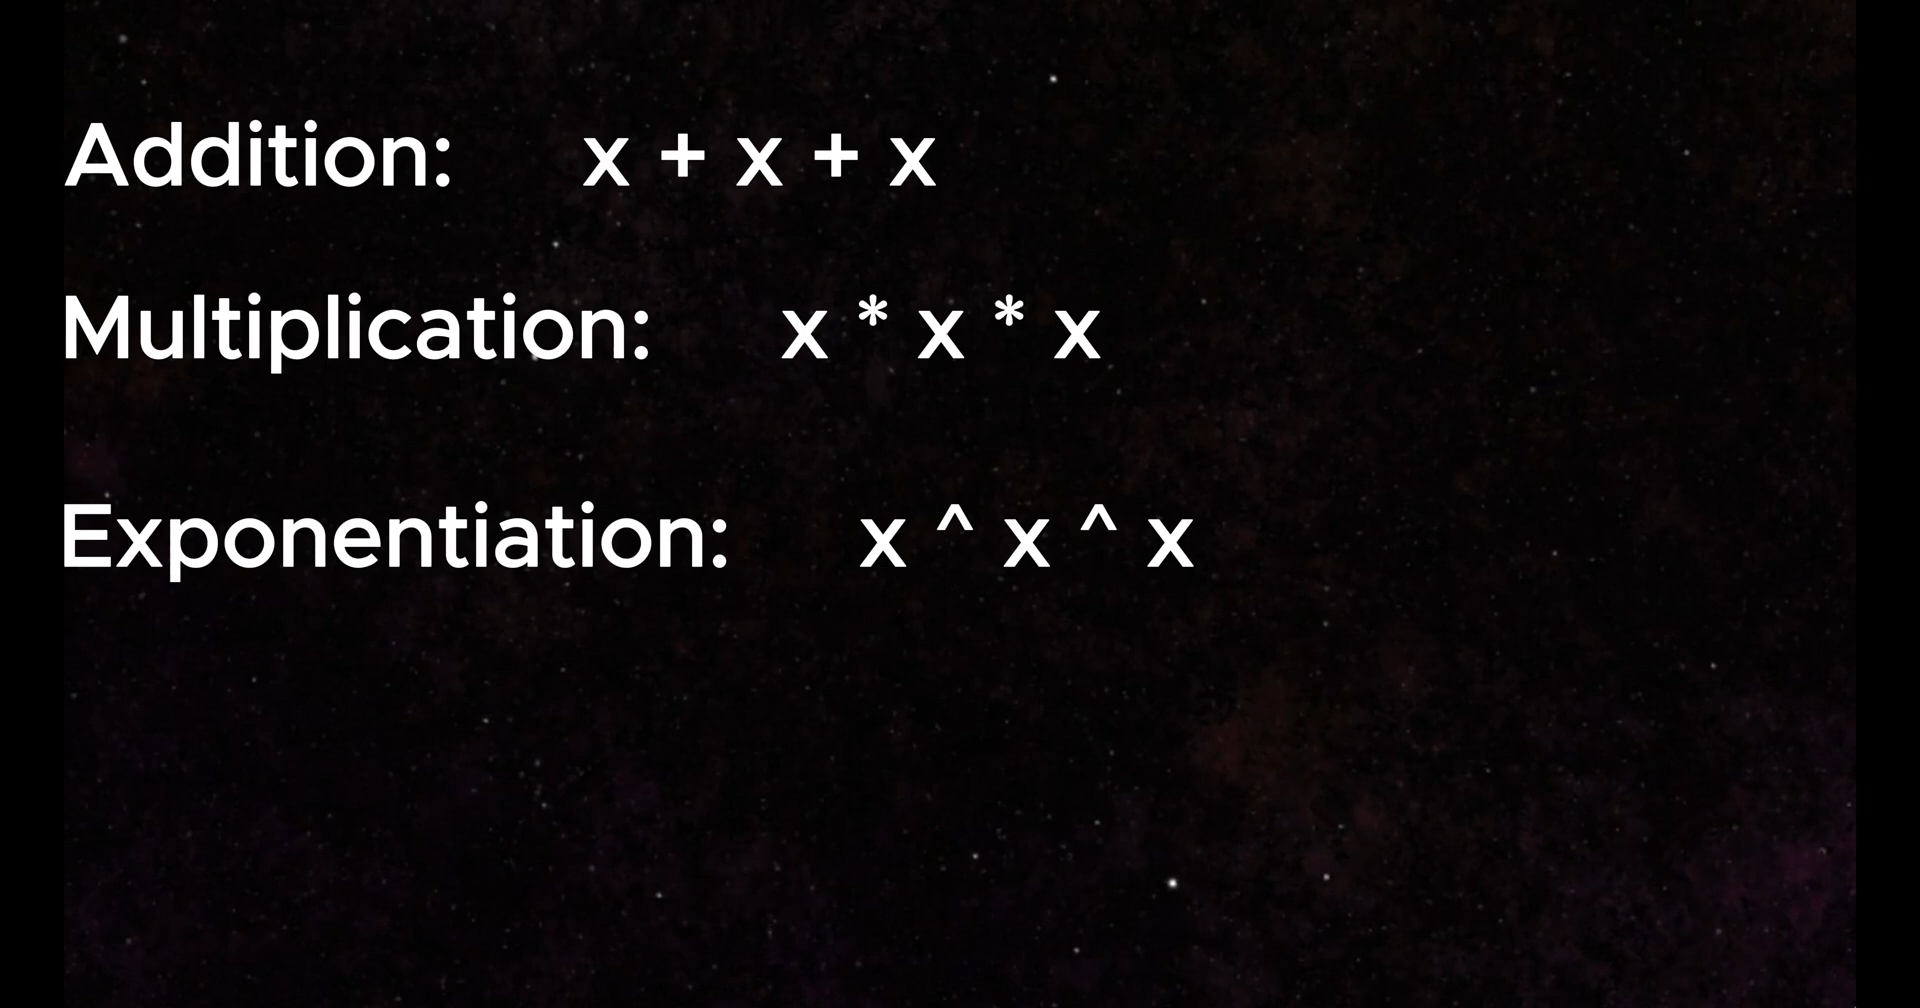 Addition: x + x + x
Multiplication: x * x * x
Exponentiation: x ^ x ^ x